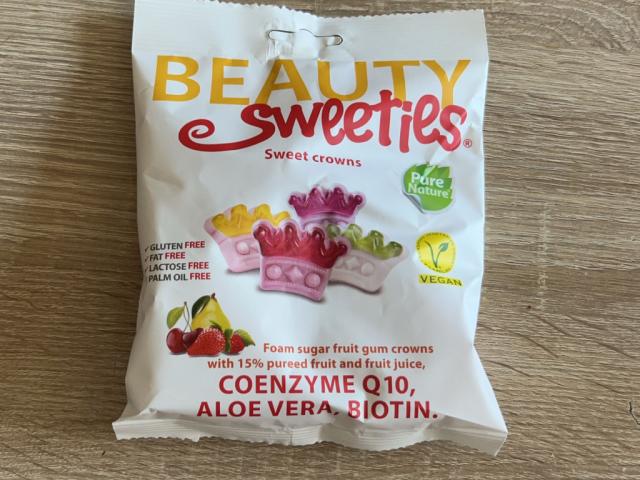 BEAUTY
Sweeties®
Sweet crowns
Pure
Nature
GLUTEN FREE
FAT FREE
LACTOSE FREE
PALM OIL FREE
V
VEGAN
Foam sugar fruit gum crowns
with 15% pureed fruit and fruit juice,
COENZYME Q10,
ALOE VERA, BIOTIN.